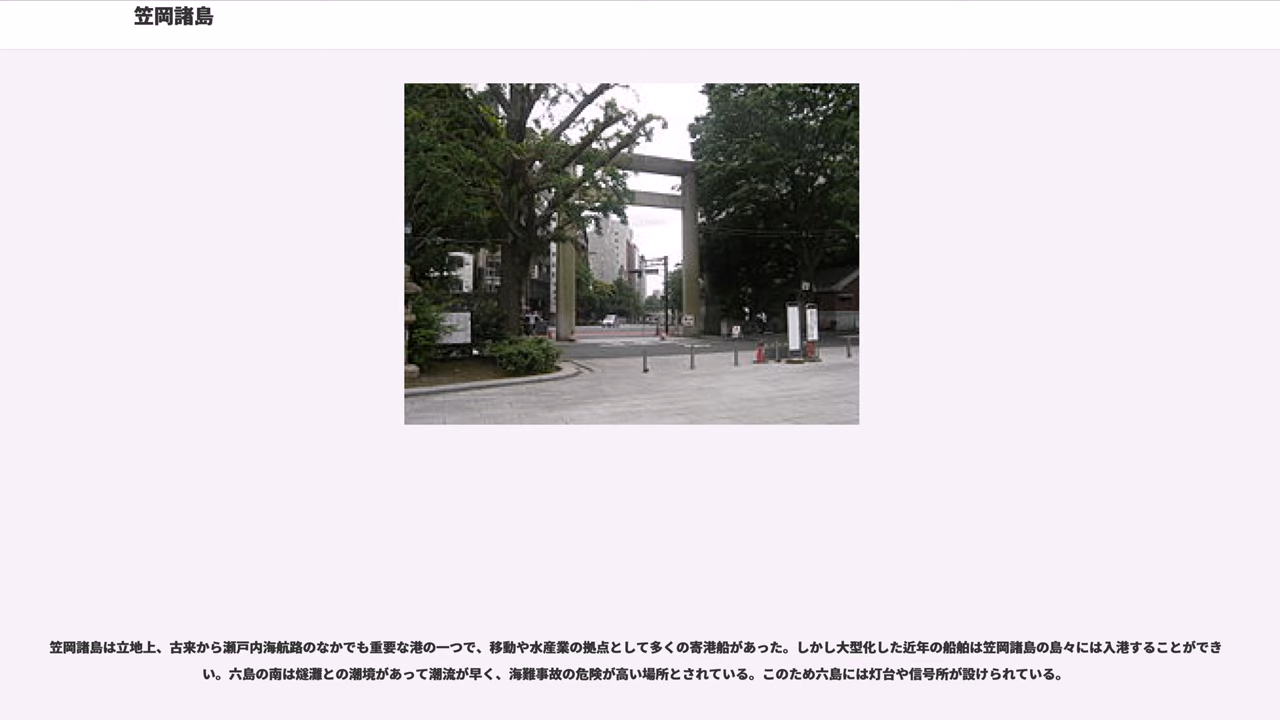 笠岡諸島
笠岡諸島は立地上、古来から瀬戸内海航路のなかでも重要な港の一つで、移動や水産業の拠点として多くの寄港船があった。しかし大型化した近年の船舶は笠岡諸島の島々には入港することができ
い。六島の南は燧灘との潮境があって潮流が早く、海難事故の危険が高い場所とされている。このため六島には灯台や信号所が設けられている。